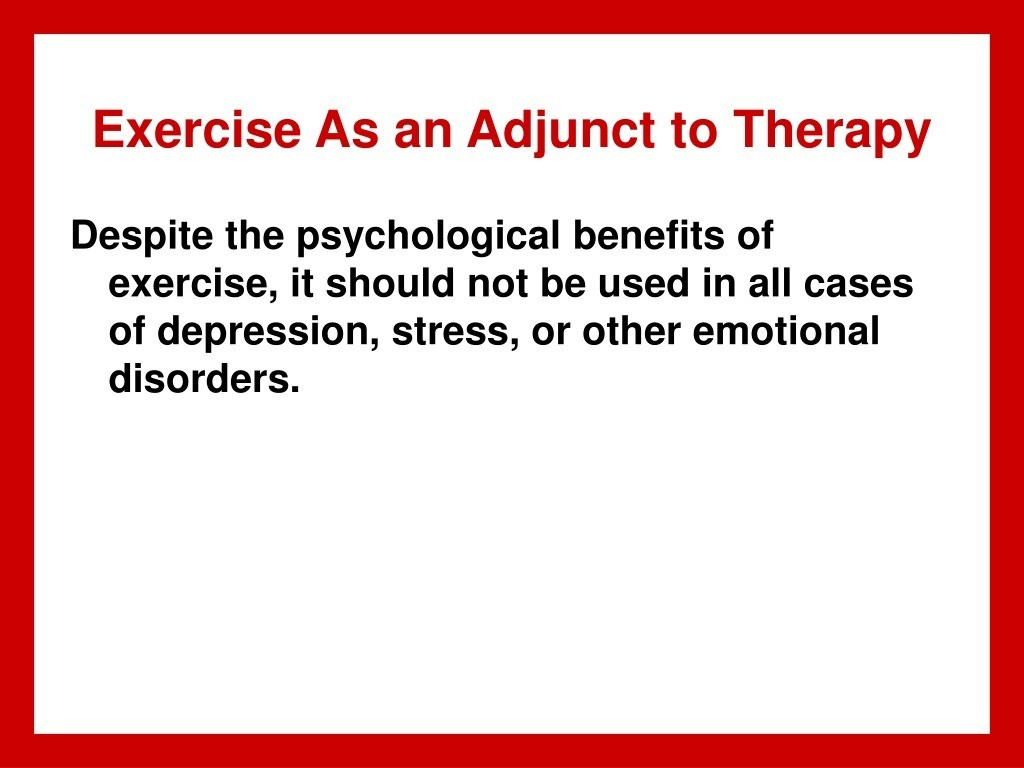 Exercise As an Adjunct to Therapy
Despite the psychological benefits of
exercise, it should not be used in all cases
of depression, stress, or other emotional
disorders.